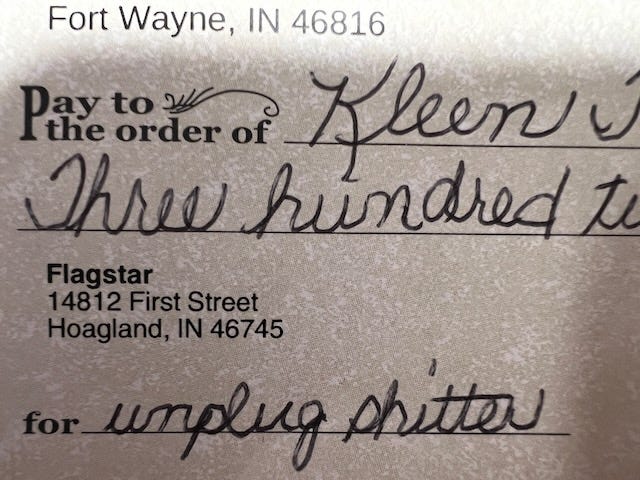 Fort Wayne, IN 46816
Pay to
the order of Kleen
Three hundred
Flagstar
14812 First Street
Hoagland, IN 46745
for unplug shitter